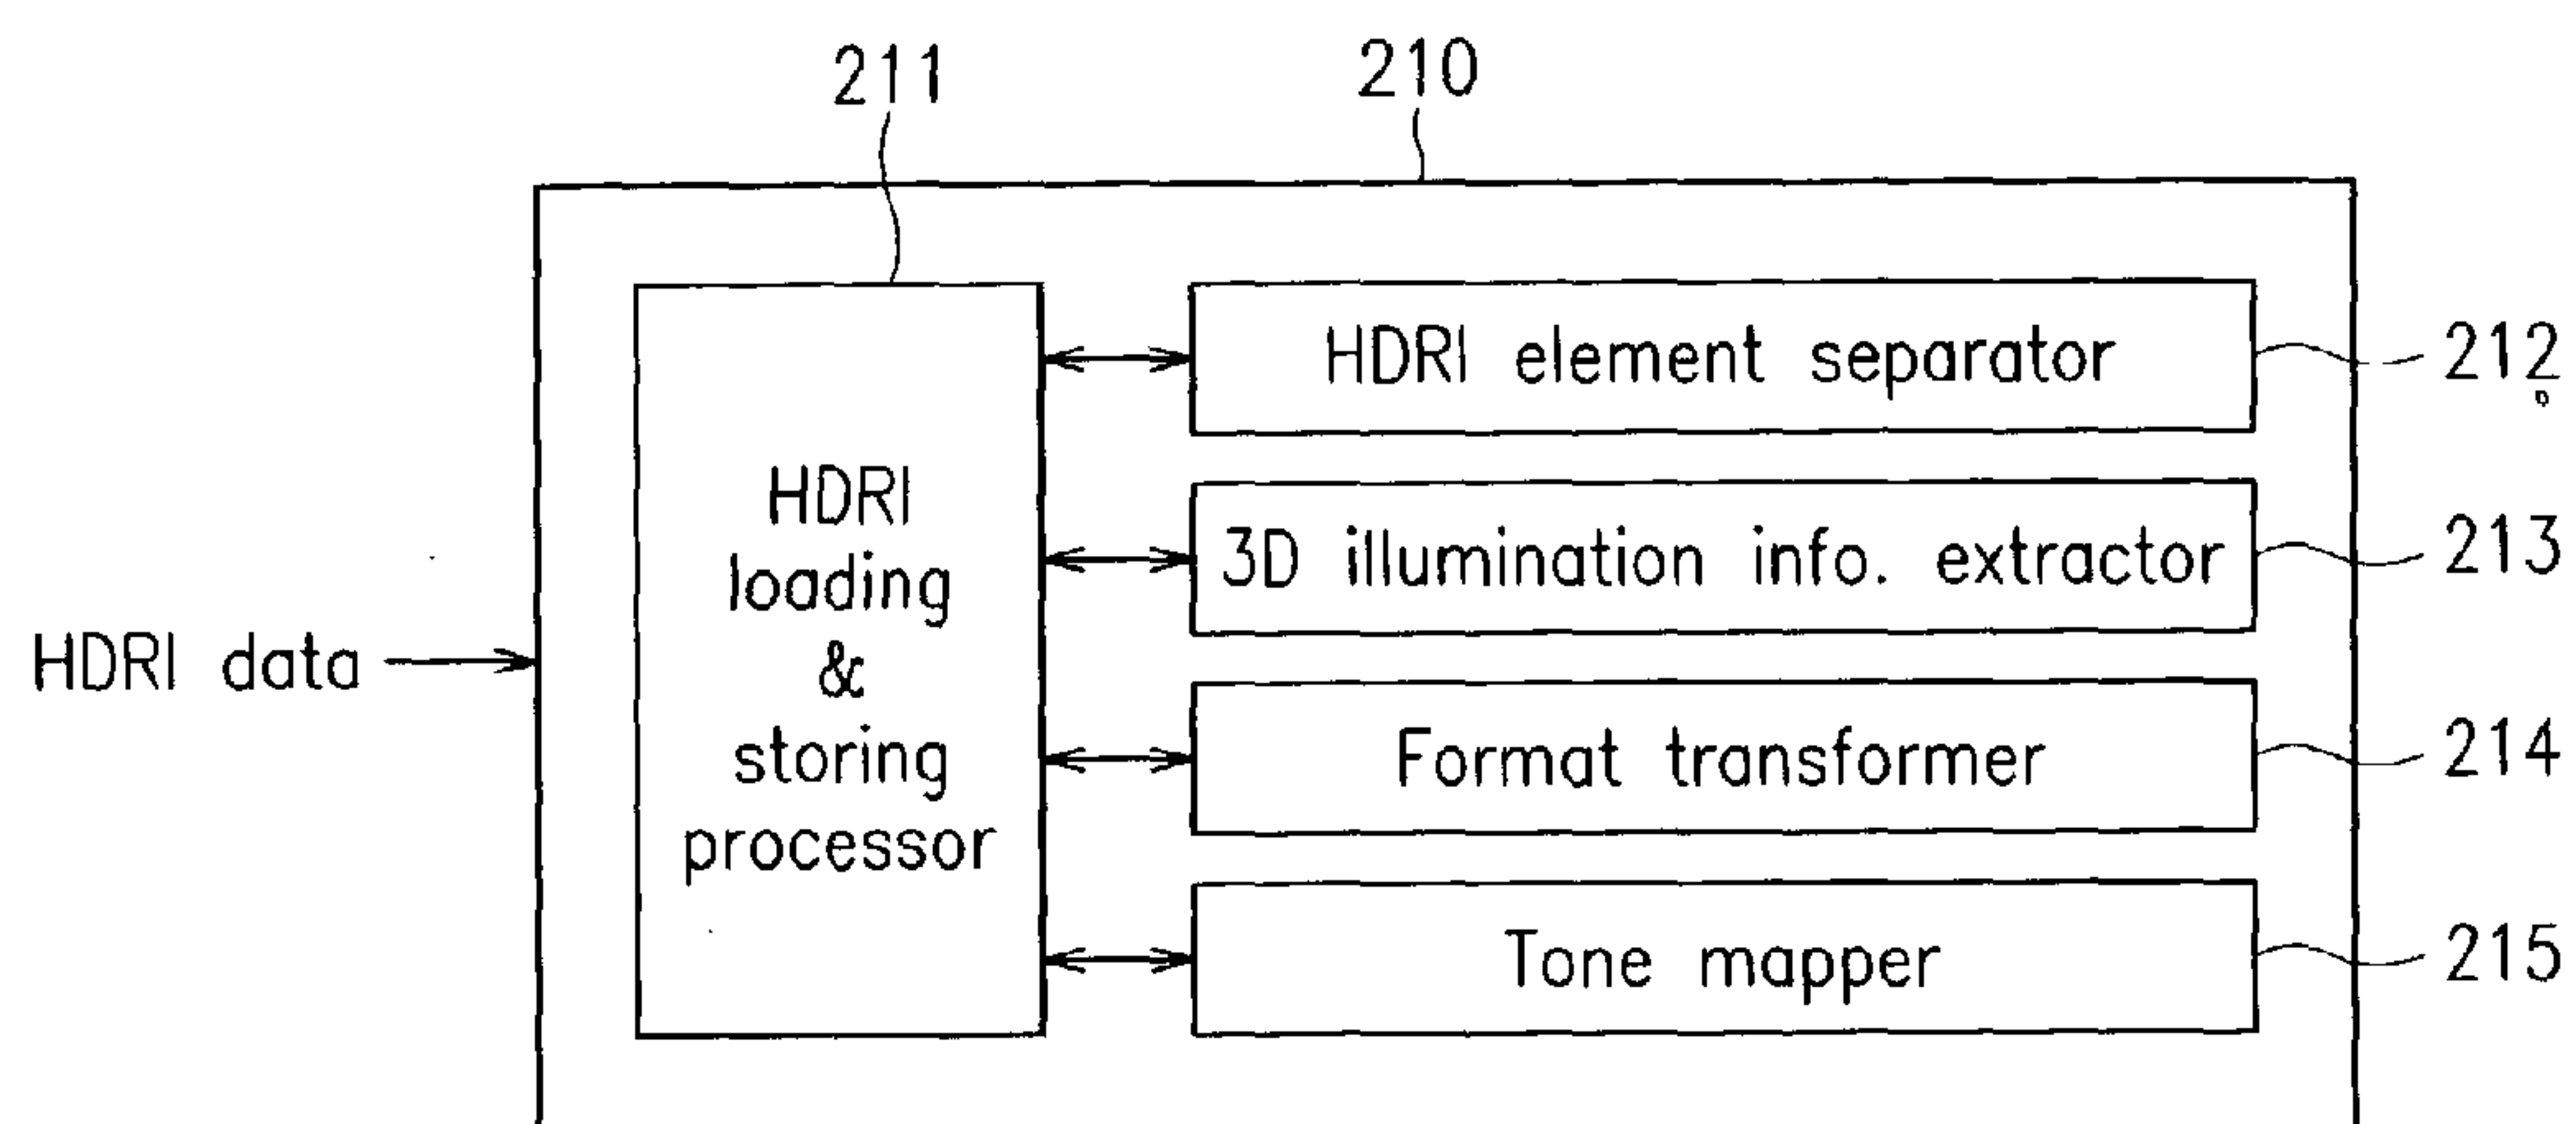 211
210
HDRI element separator
212
HDRI
loading
&
storing
processor
3D illumination info. extractor
213
HDRI data
Format transformer
214
Tone mapper
215